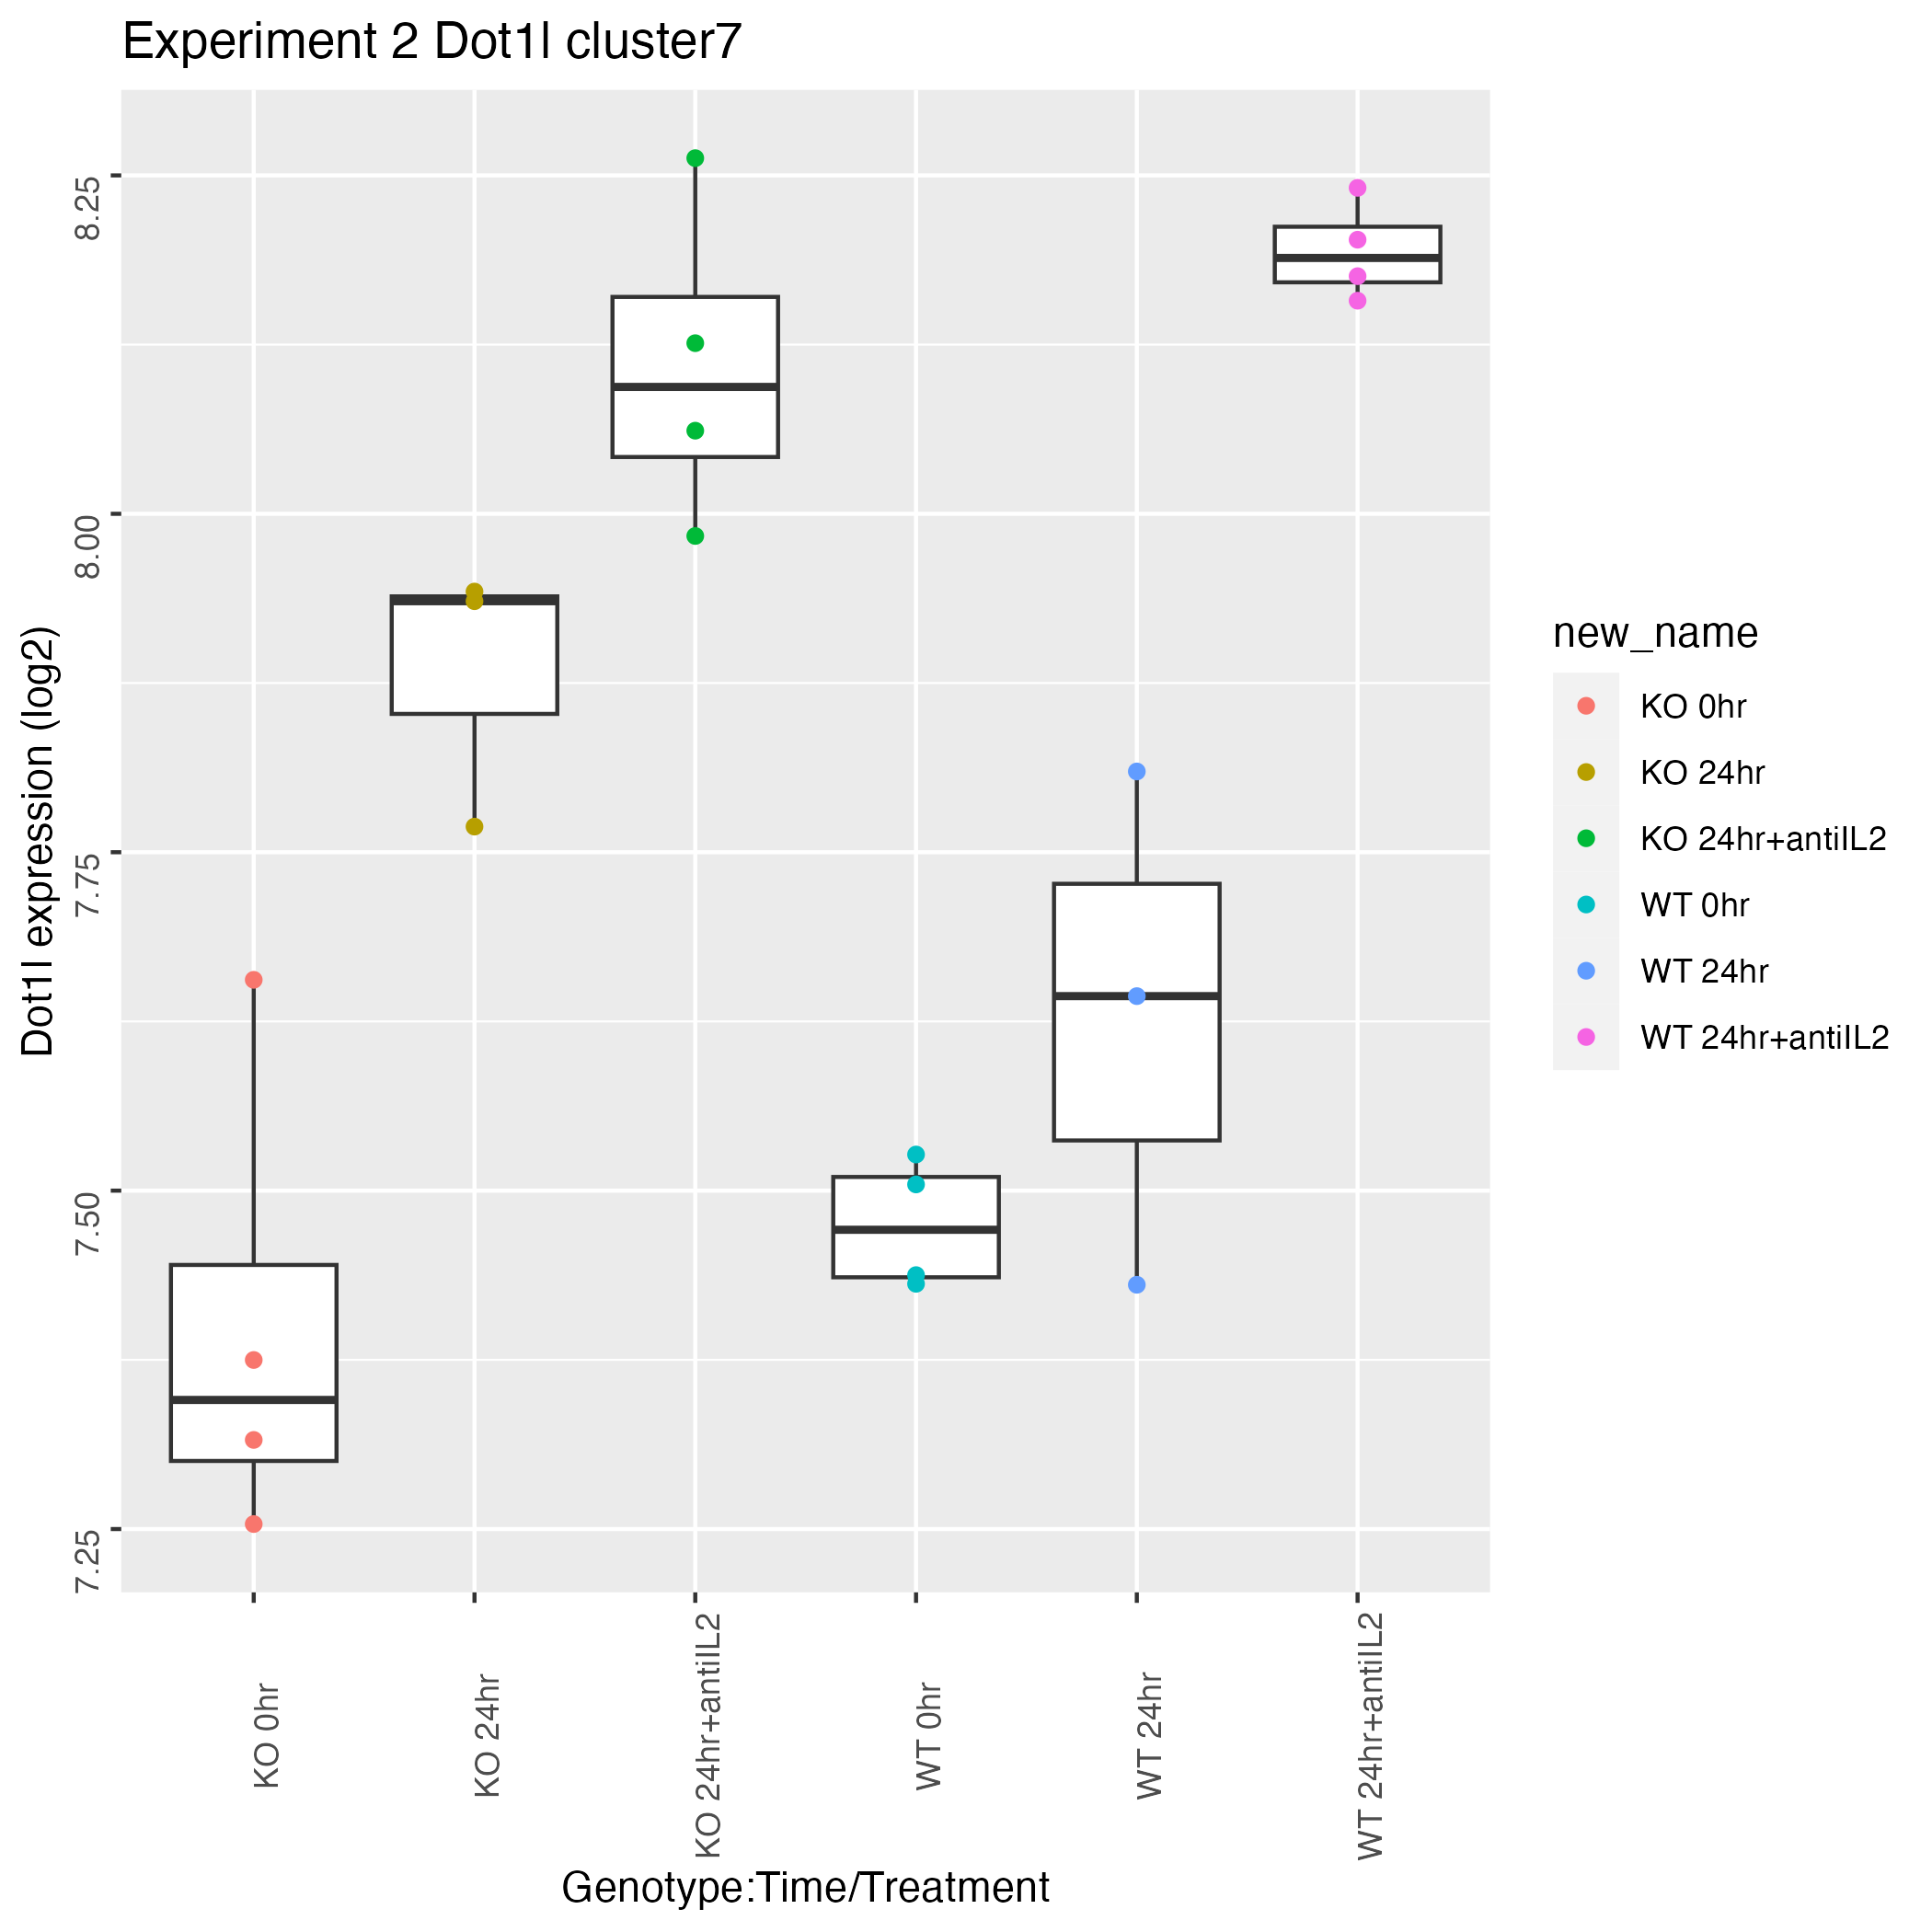 Experiment 2 Dot1l cluster7
Dot1l expression (log2)
8.25
8.00
7.75
7.50
7.25
KO 0hr
KO 24hr
KO 24hr+antiIL2
WT 0hr
WT 24hr
WT 24hr+antiIL2
Genotype:Time/Treatment
new_name
KO 0hr
KO 24hr
KO 24hr+antiIL2
WT 0hr
WT 24hr
WT 24hr+antiIL2